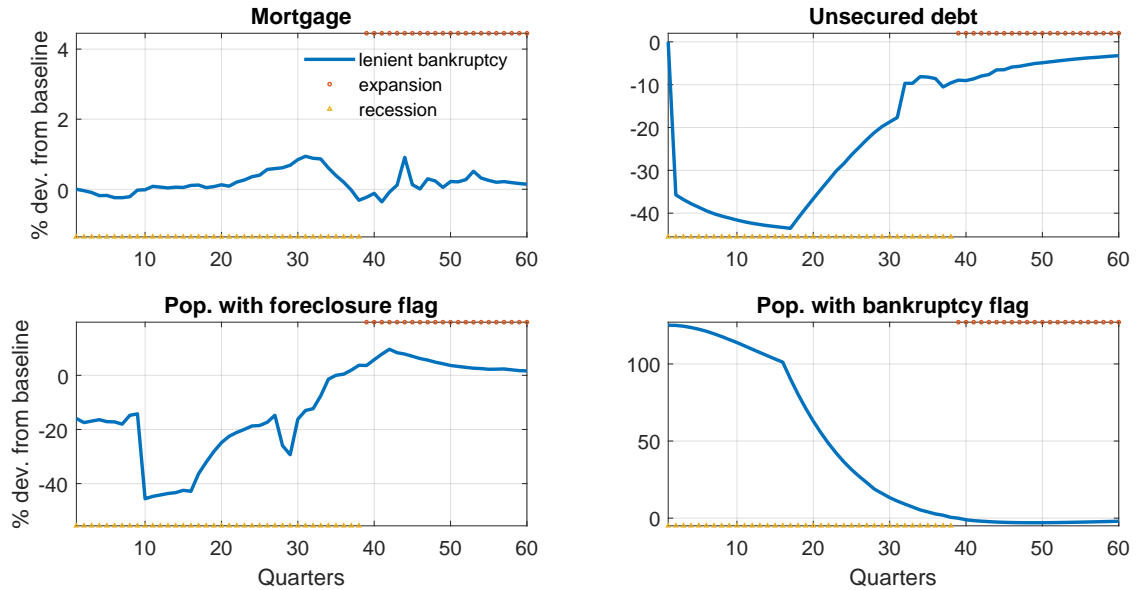 Mortgage
% dev. from baseline
4
2
0
lenient bankruptcy
expansion
recession
10 20 30 40 50 60
Unsecured debt
0
-10
-20
-30
-40
10 20 30 40 50 60
Pop. with foreclosure flag
% dev. from baseline
0
-20
-40
10 20 30 40 50 60
Quarters
Pop. with bankruptcy flag
100
50
0
10 20 30 40 50 60
Quarters